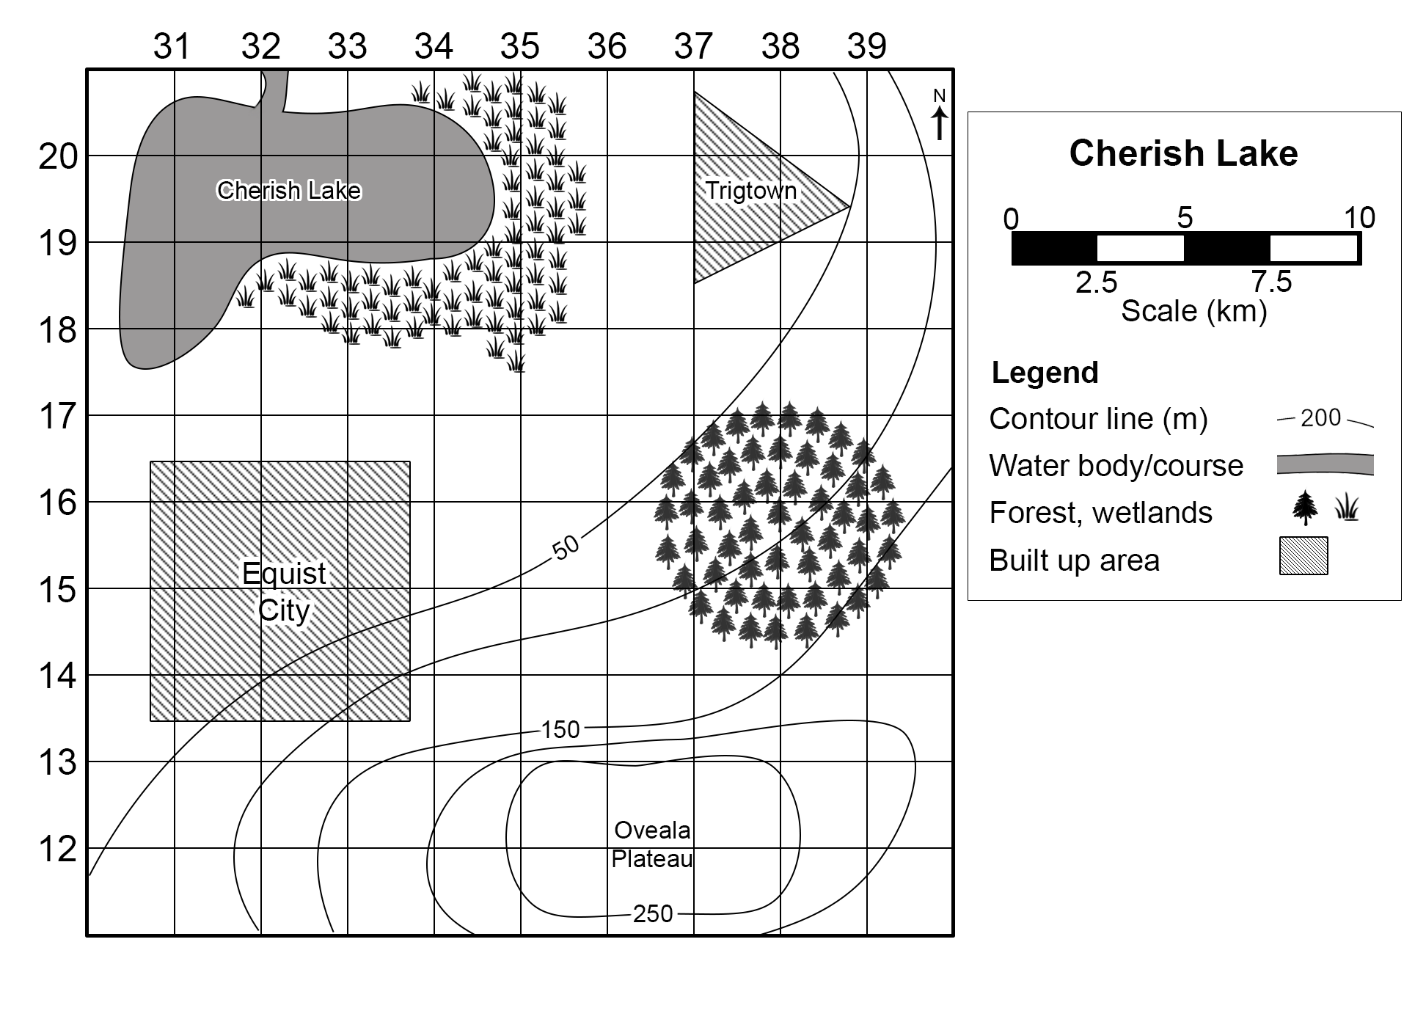 31 32 33 34 35 36 37 38 39
N
20
19
18
17
16
15
14
13
12
Cherish Lake
Trigtown
Equist
City
50
150
Oveala
Plateau
250
Cherish Lake
0 5 10
2.5 7.5
Scale (km)
Legend
Contour line (m) 200
Water body/course
Forest, wetlands
Built up area